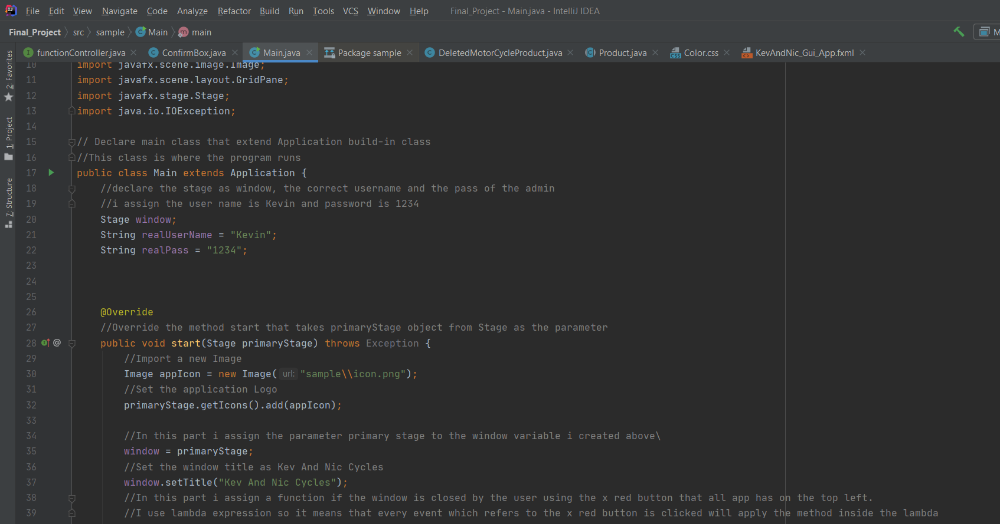 File Edit View Navigate Code Analyze Refactor Build Run Tools VCS Window Help Final_Project - Main.java - IntelliJ IDEA
Final_Project src sample Main main M
functionController.java ConfirmBox.java Main.java Package sample DeletedMotorCycleProduct.java Product.java Color.css KevAndNic_Gui_App.fxml
2: Favorites
1: Project
7: Structure
10 import javafx.scene.image.Image;
11 import javafx.scene.layout.GridPane;
12 import javafx.stage.Stage;
13 import java.io.IOException;
14
15 // Declare main class that extend Application build-in class
16 //This class is where the program runs
17 public class Main extends Application {
18 //declare the stage as window, the correct username and the pass of the admin
19 //i assign the user name is Kevin and password is 1234
20 Stage window;
21 String realUserName = "Kevin";
22 String realPass = "1234";
23
24
25
26 @Override
27 //Override the method start that takes primaryStage object from Stage as the parameter
28 @ public void start(Stage primaryStage) throws Exception {
29 //Import a new Image
30 Image appIcon = new Image( url: "sample\\icon.png");
31 //Set the application Logo
32 primaryStage.getIcons().add(appIcon);
33
34 //In this part i assign the parameter primary stage to the window variable i created above\
35 window = primaryStage;
36 //Set the window title as Kev And Nic Cycles
37 window.setTitle("Kev And Nic Cycles");
38 //In this part i assign a function if the window is closed by the user using the x red button that all app has on the top left.
39 //I use lambda expression so it means that every event which refers to the x red button is clicked will apply the method inside the lambda